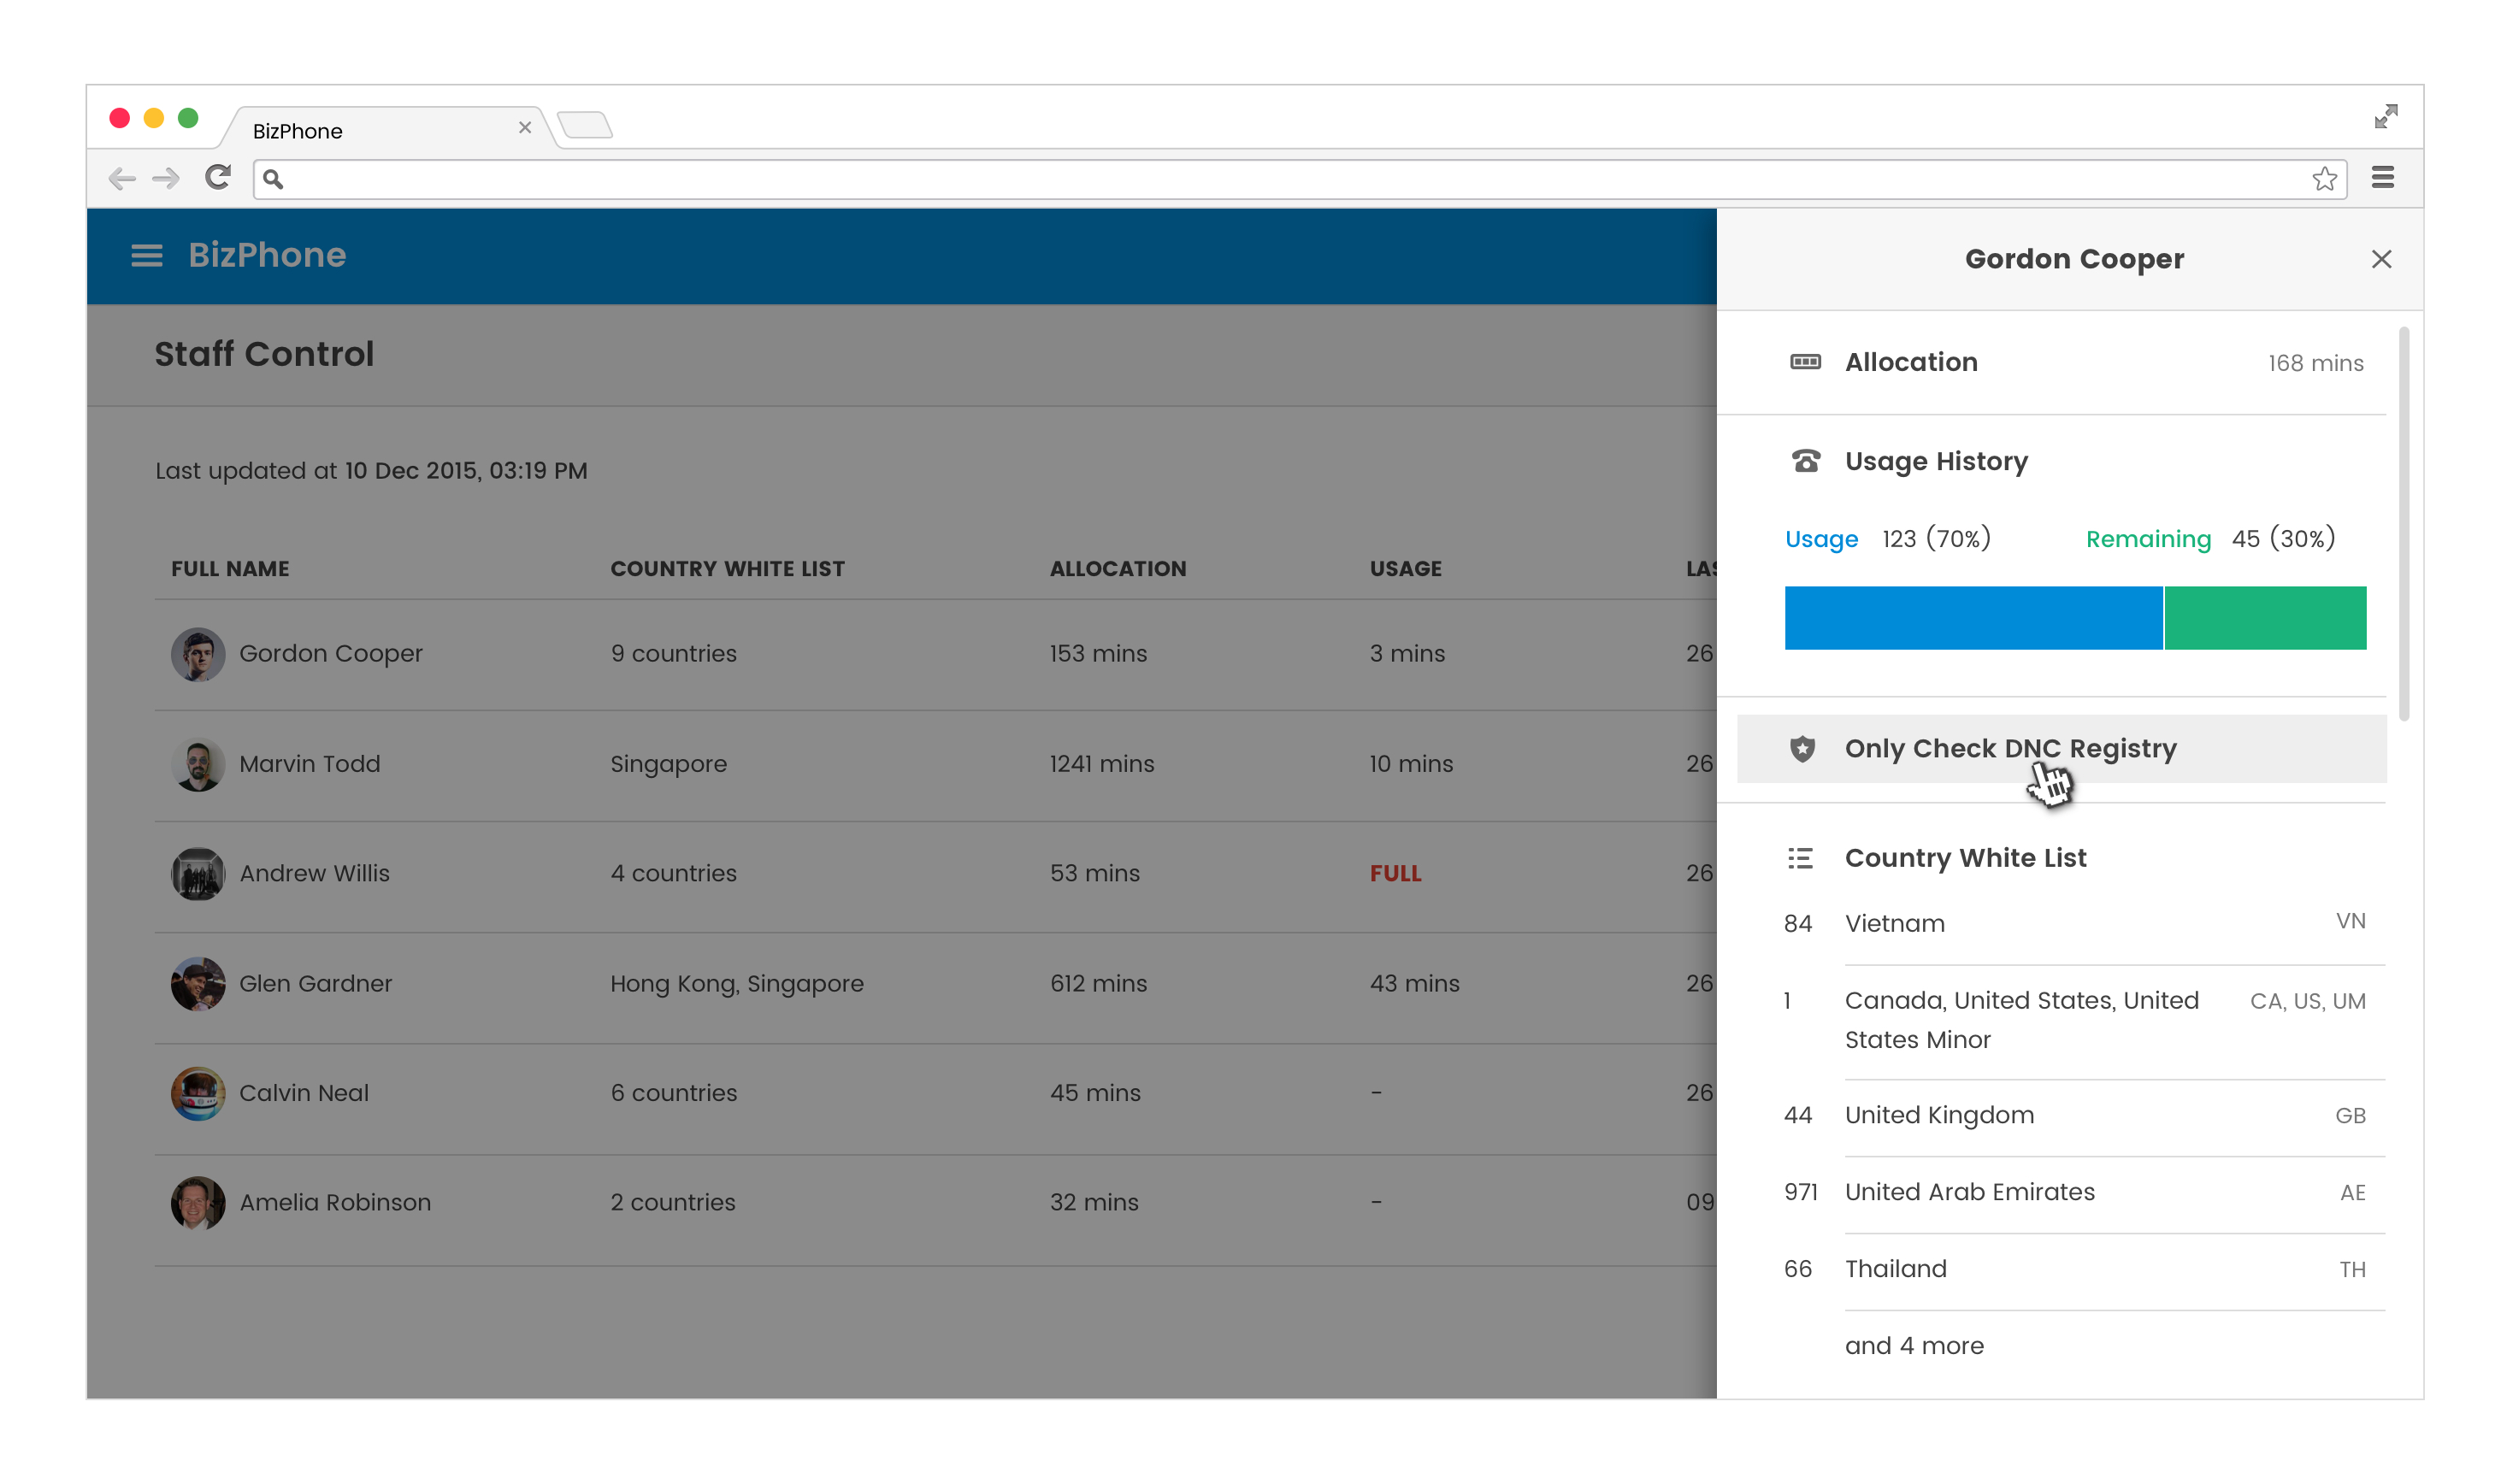 BizPhone
BizPhone
Staff Control
Last updated at 10 Dec 2015, 03:19 PM
FULL NAME COUNTRY WHITE LIST ALLOCATION USAGE
Gordon Cooper 9 countries 153 mins 3 mins 26
Marvin Todd Singapore 1241 mins 10 mins 26
Andrew Willis 4 countries 53 mins FULL 26
Glen Gardner Hong Kong, Singapore 612 mins 43 mins 26
Calvin Neal 6 countries 45 mins - 26
Amelia Robinson 2 countries 32 mins - 09
Gordon Cooper
Allocation 168 mins
Usage History
Usage 123 (70%) Remaining 45 (30%)
Only Check DNC Registry
Country White List
84 Vietnam VN
1 Canada, United States, United CA, US, UM
States Minor
44 United Kingdom GB
971 United Arab Emirates AE
66 Thailand TH
and 4 more